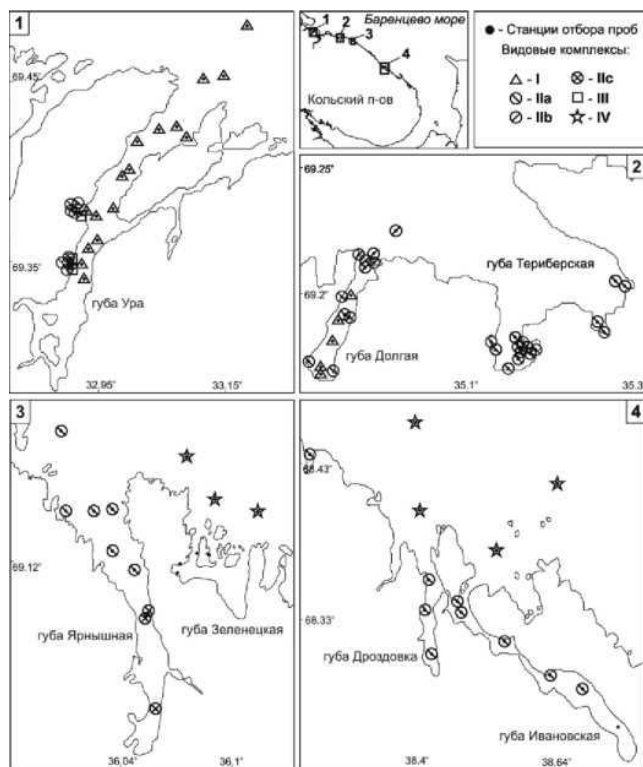 1
69.45°
69.35°
губа Ура
32.95°
33.15°
Баренцево море
1
2
3
4
Кольский п-ов
- Станции отбора проб
Видовые комплексы:
- I
- IIa
- IIb
- IIc
- III
- IV
69.25°
2
губа Териберская
69.2°
губа Долгая
35.1°
35.3°
3
69.12°
губа Ярнышная
губа Зеленецкая
36,04°
36,1°
4
68.43°
68.33°
губа Дроздовка
губа Ивановская
38.4°
38.64°